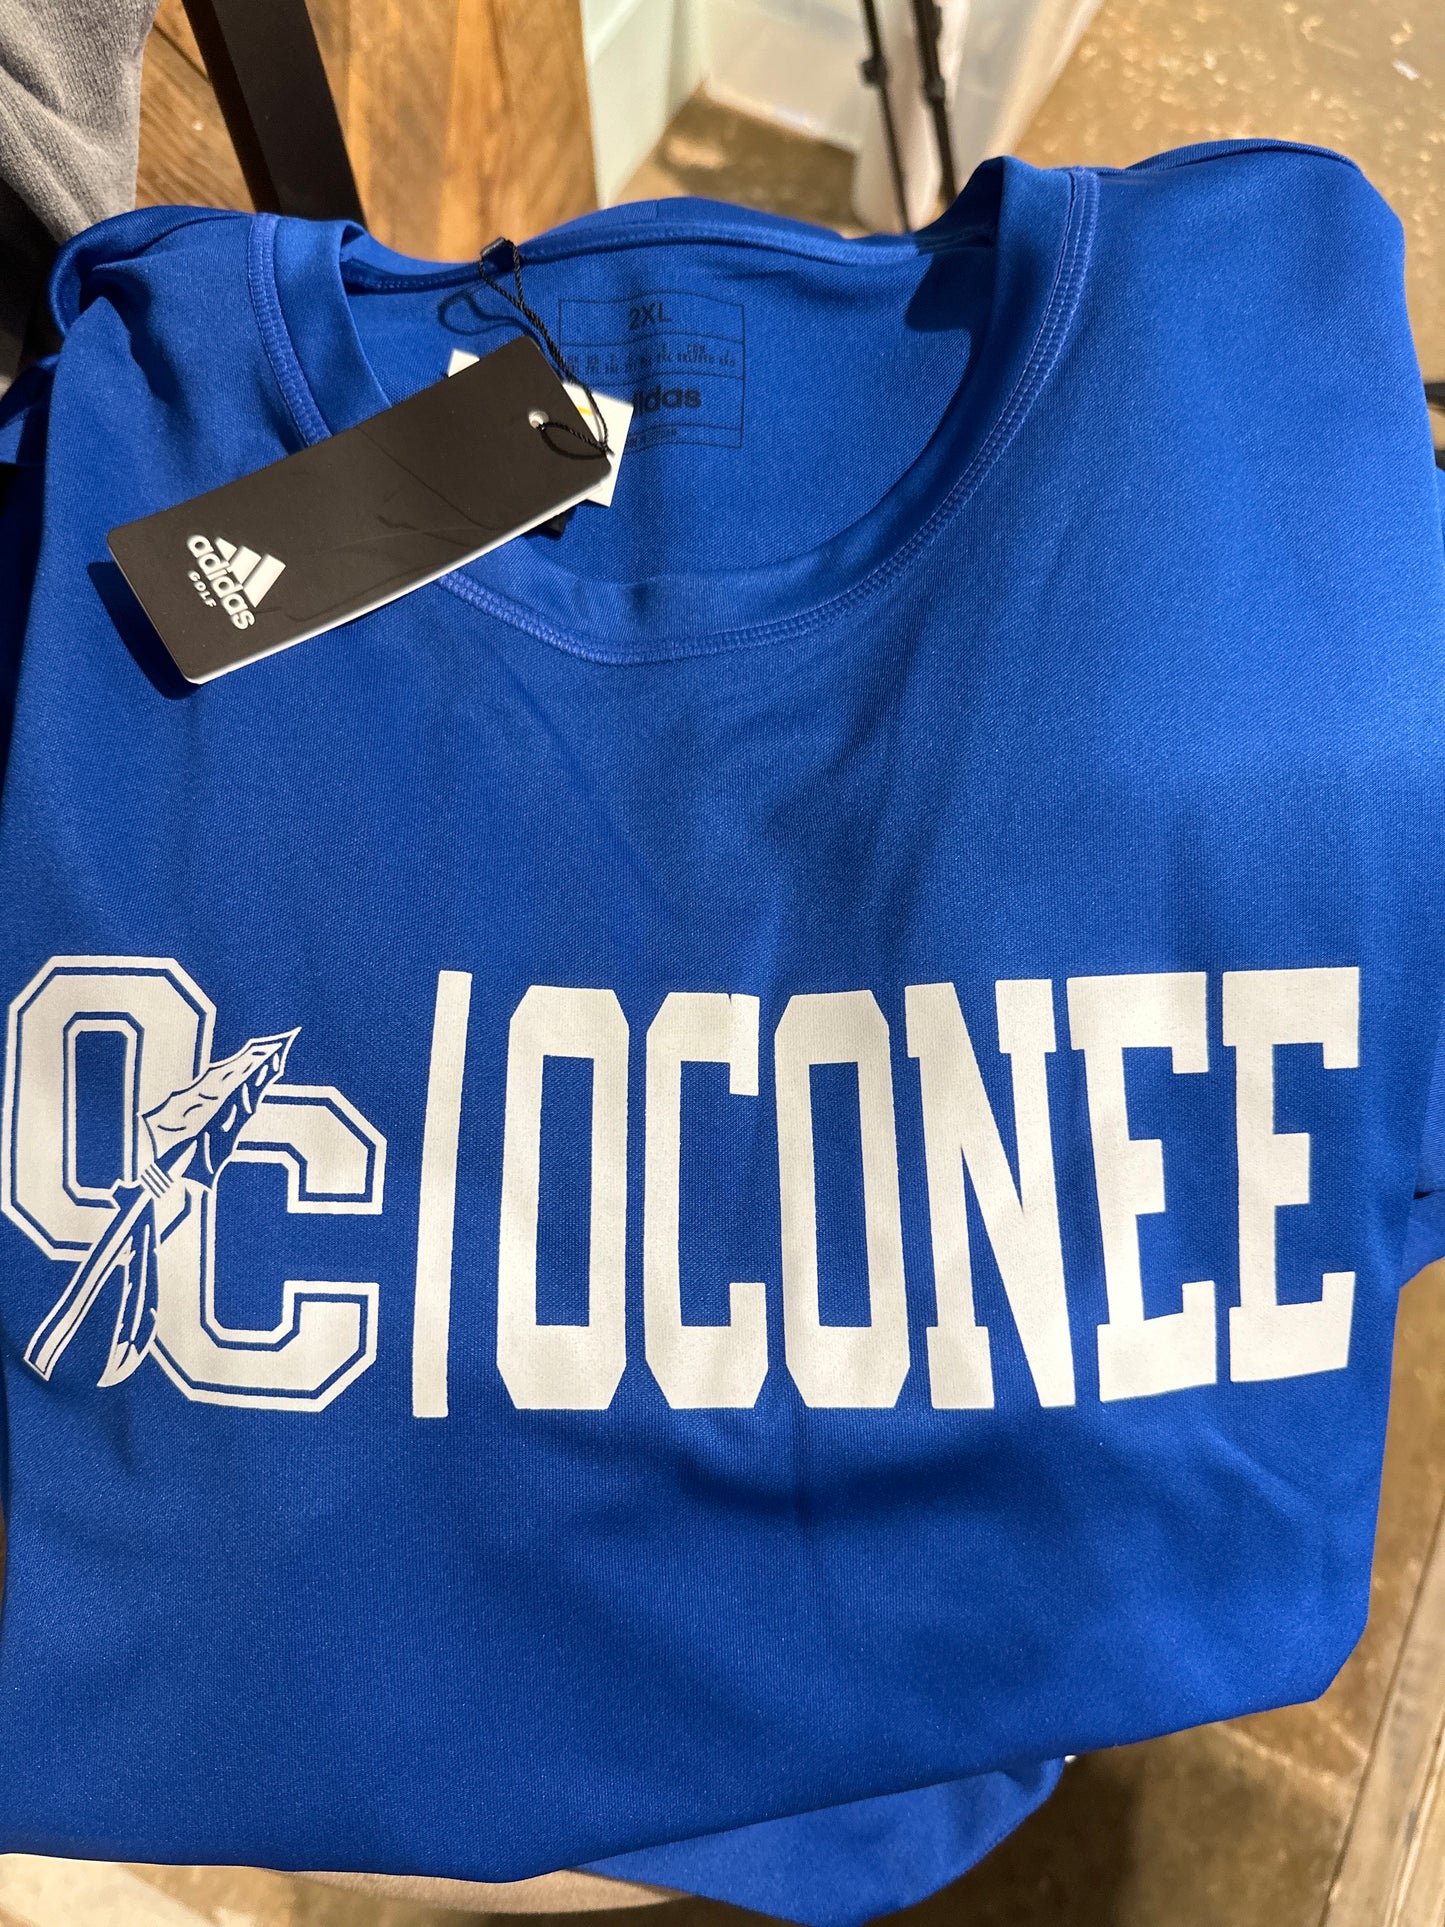 2XL
adidas
adidas
GOLF
OC | OCONEE